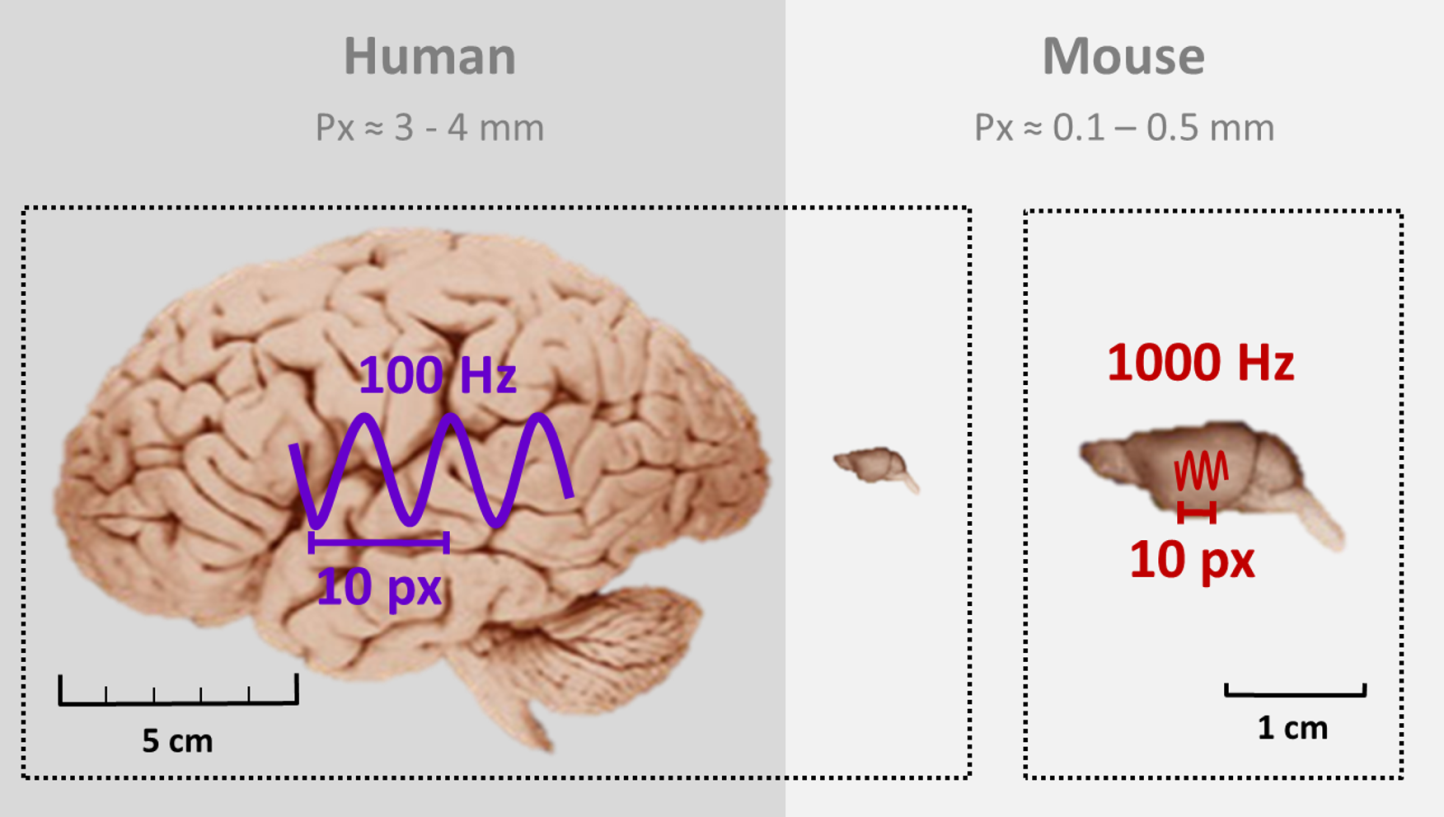 Human
Px ≈ 3 - 4 mm
Mouse
Px ≈ 0.1 – 0.5 mm
100 Hz
10 px
5 cm
1000 Hz
10 px
1 cm